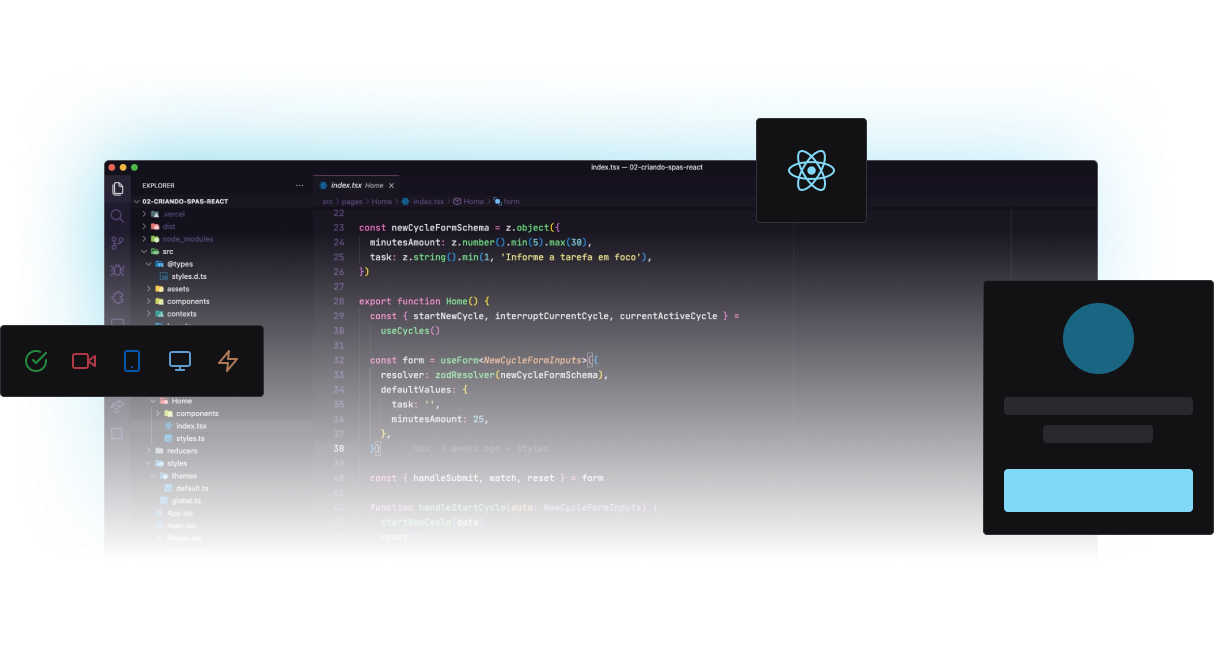 index.tsx — 02-criando-spas-react
EXPLORER ···
02-CRIANDO-SPAS-REACT
.vercel
dist
node_modules
src
@types
styles.d.ts
assets
components
contexts
Home
components
index.tsx
styles.ts
reducers
styles
themes
default.ts
global.ts
App.tsx
main.tsx
Router.tsx
index.tsx Home ×
src > pages > Home > index.tsx > Home > form
22
23 const newCycleFormSchema = z.object({
24 minutesAmount: z.number().min(5).max(30),
25 task: z.string().min(1, 'Informe a tarefa em foco'),
26 })
27
28 export function Home() {
29 const { startNewCycle, interruptCurrentCycle, currentActiveCycle } =
30 useCycles()
31
32 const form = useForm<NewCycleFormInputs>({
33 resolver: zodResolver(newCycleFormSchema),
34 defaultValues: {
35 task: '',
36 minutesAmount: 25,
37 },
38 }) You, 3 weeks ago · Styles
39
40 const { handleSubmit, watch, reset } = form
41
42 function handleStartCycle(data: NewCycleFormInputs) {
43 startNewCycle(data)
reset()